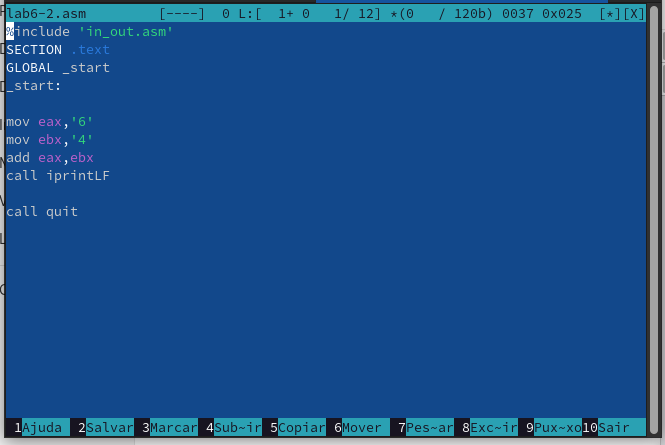 lab6-2.asm [----] 0 L:[ 1+ 0 1/ 12] *(0 / 120b) 0037 0x025 [*][X]
%include 'in_out.asm'
SECTION .text
GLOBAL _start
_start:
mov eax,'6'
mov ebx,'4'
add eax,ebx
call iprintLF
call quit
1Ajuda 2Salvar 3Marcar 4Sub~ir 5Copiar 6Mover 7Pes~ar 8Exc~ir 9Pux~xo 10Sair